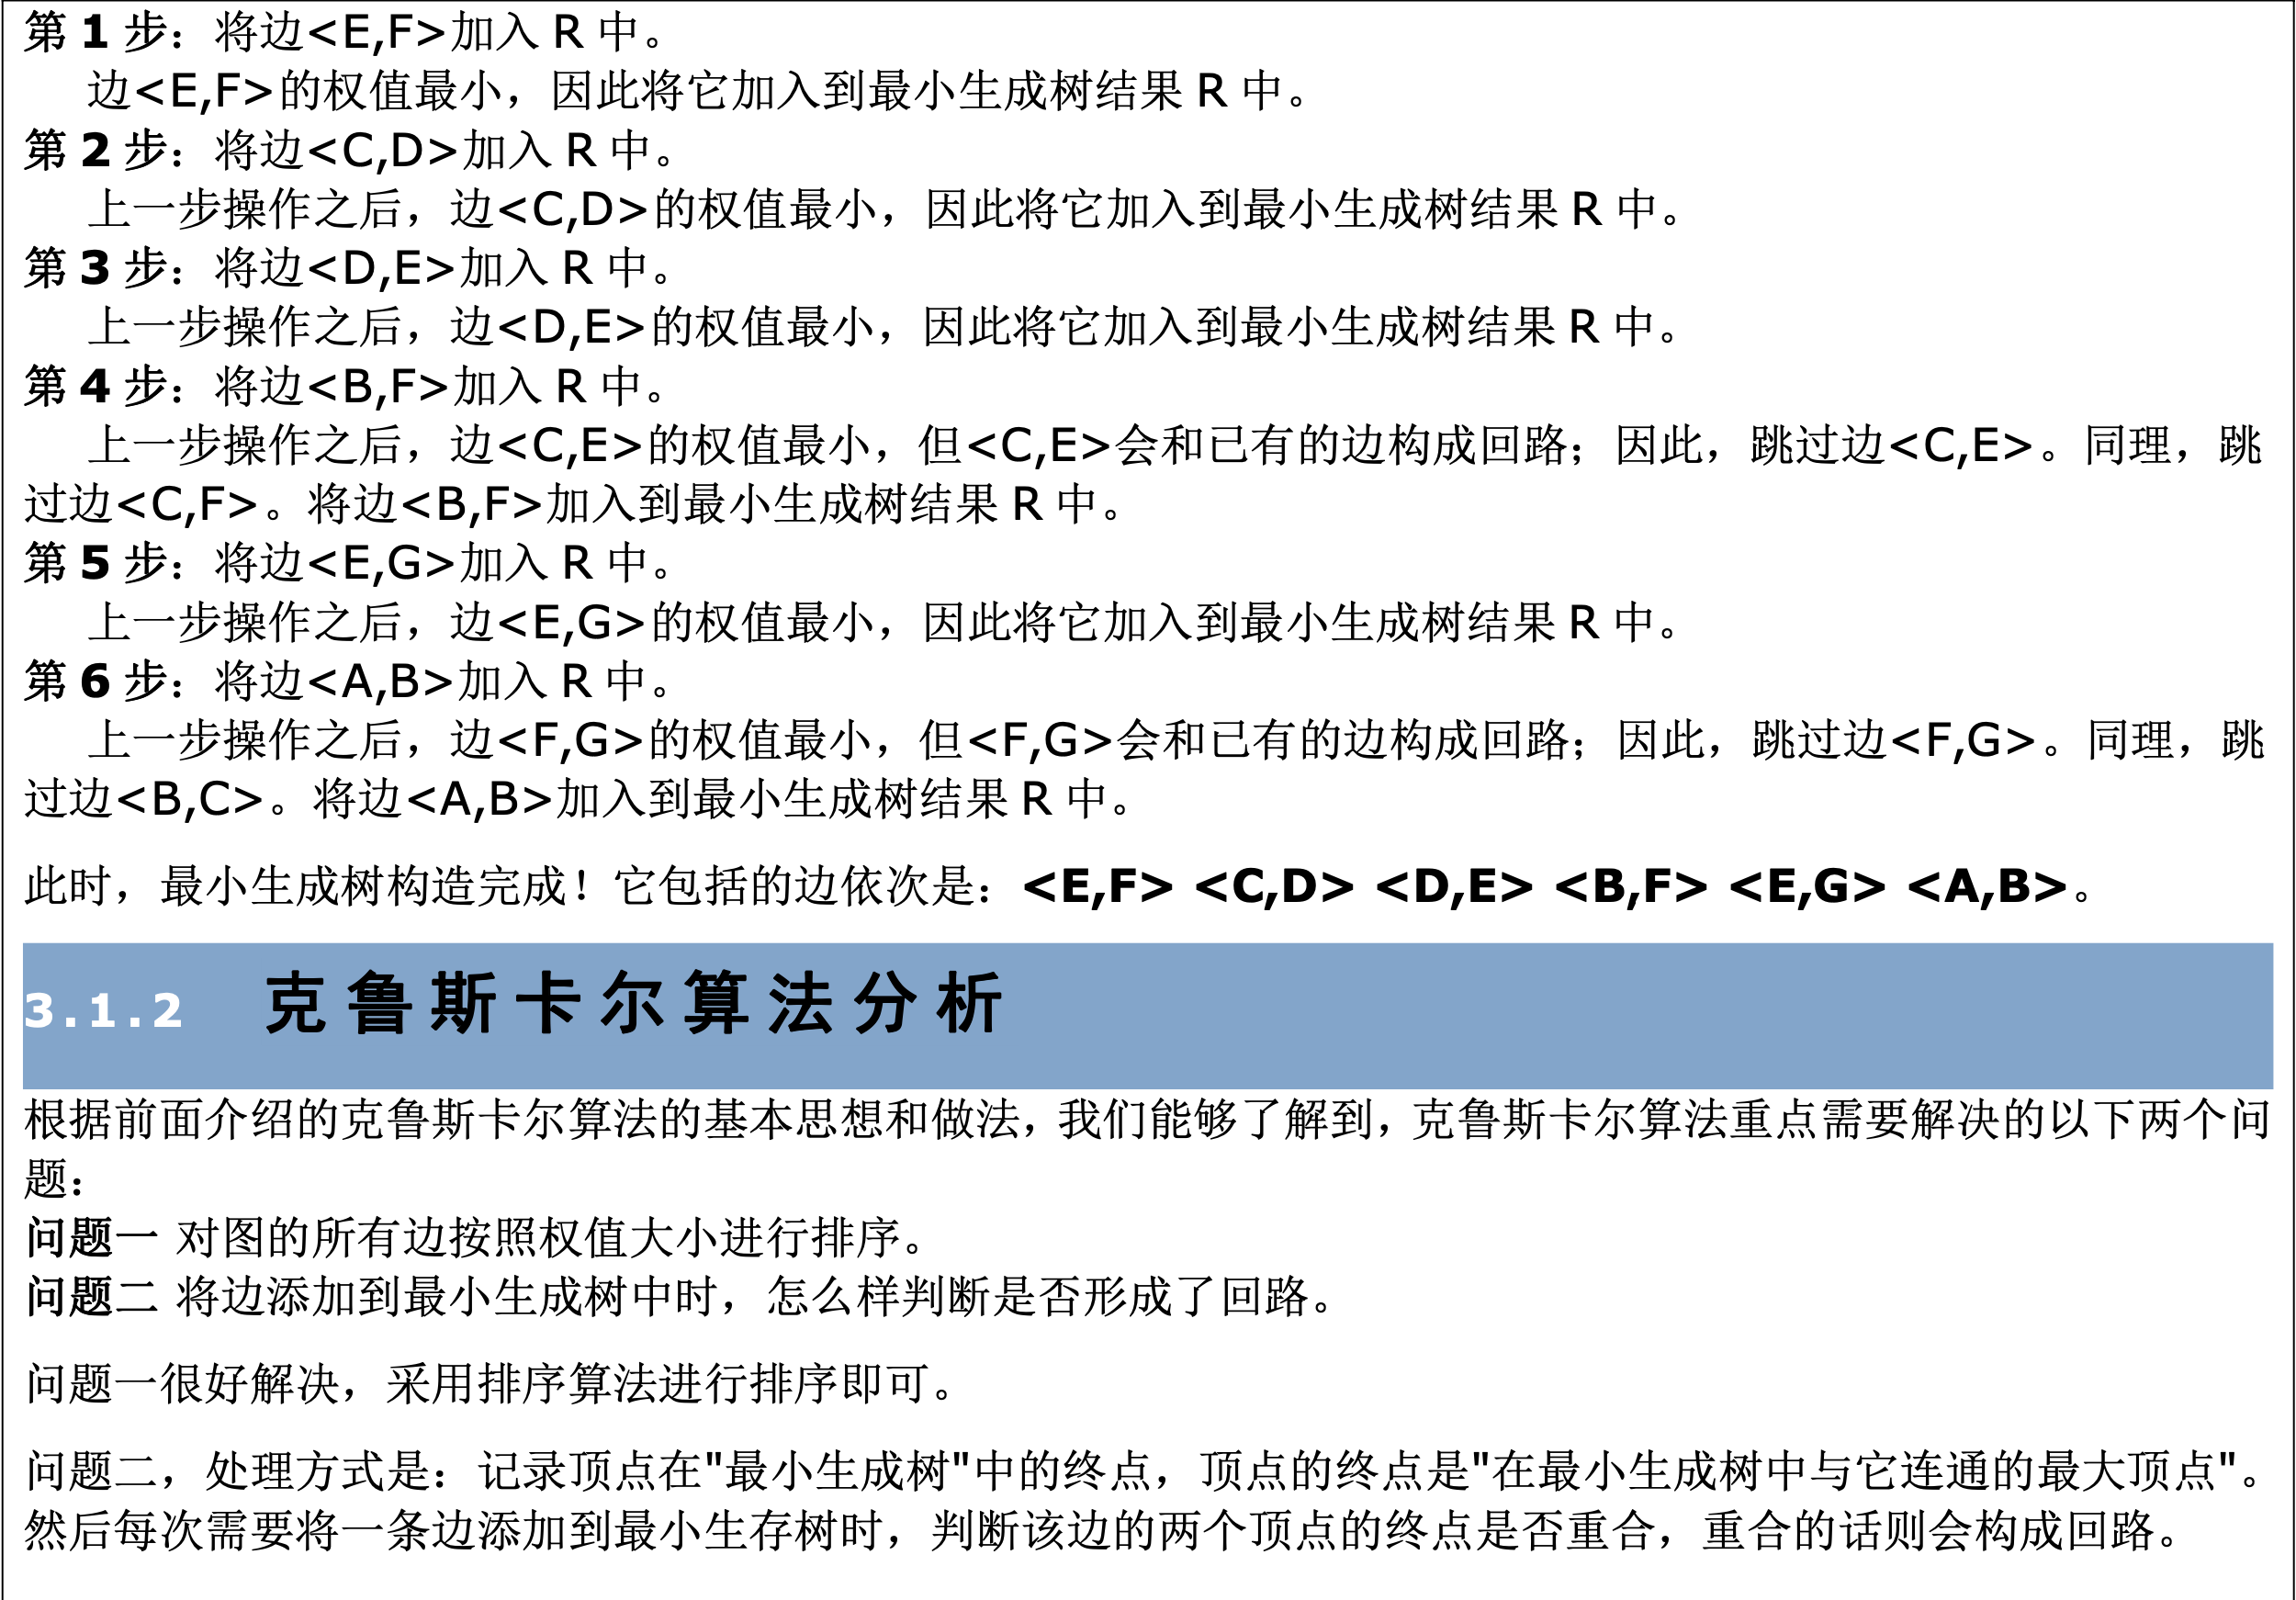 第 1 步：将边<E,F>加入 R 中。
边<E,F>的权值最小，因此将它加入到最小生成树结果 R 中。
第 2 步：将边<C,D>加入 R 中。
上一步操作之后，边<C,D>的权值最小，因此将它加入到最小生成树结果 R 中。
第 3 步：将边<D,E>加入 R 中。
上一步操作之后，边<D,E>的权值最小，因此将它加入到最小生成树结果 R 中。
第 4 步：将边<B,F>加入 R 中。
上一步操作之后，边<C,E>的权值最小，但<C,E>会和已有的边构成回路；因此，跳过边<C,E>。同理，跳
过边<C,F>。将边<B,F>加入到最小生成树结果 R 中。
第 5 步：将边<E,G>加入 R 中。
上一步操作之后，边<E,G>的权值最小，因此将它加入到最小生成树结果 R 中。
第 6 步：将边<A,B>加入 R 中。
上一步操作之后，边<F,G>的权值最小，但<F,G>会和已有的边构成回路；因此，跳过边<F,G>。同理，跳
过边<B,C>。将边<A,B>加入到最小生成树结果 R 中。
此时，最小生成树构造完成！它包括的边依次是：<E,F> <C,D> <D,E> <B,F> <E,G> <A,B>。
3.1.2 克鲁斯卡尔算法分析
根据前面介绍的克鲁斯卡尔算法的基本思想和做法，我们能够了解到，克鲁斯卡尔算法重点需要解决的以下两个问
题：
问题一 对图的所有边按照权值大小进行排序。
问题二 将边添加到最小生成树中时，怎么样判断是否形成了回路。
问题一很好解决，采用排序算法进行排序即可。
问题二，处理方式是：记录顶点在"最小生成树"中的终点，顶点的终点是"在最小生成树中与它连通的最大顶点"。
然后每次需要将一条边添加到最小生存树时，判断该边的两个顶点的终点是否重合，重合的话则会构成回路。